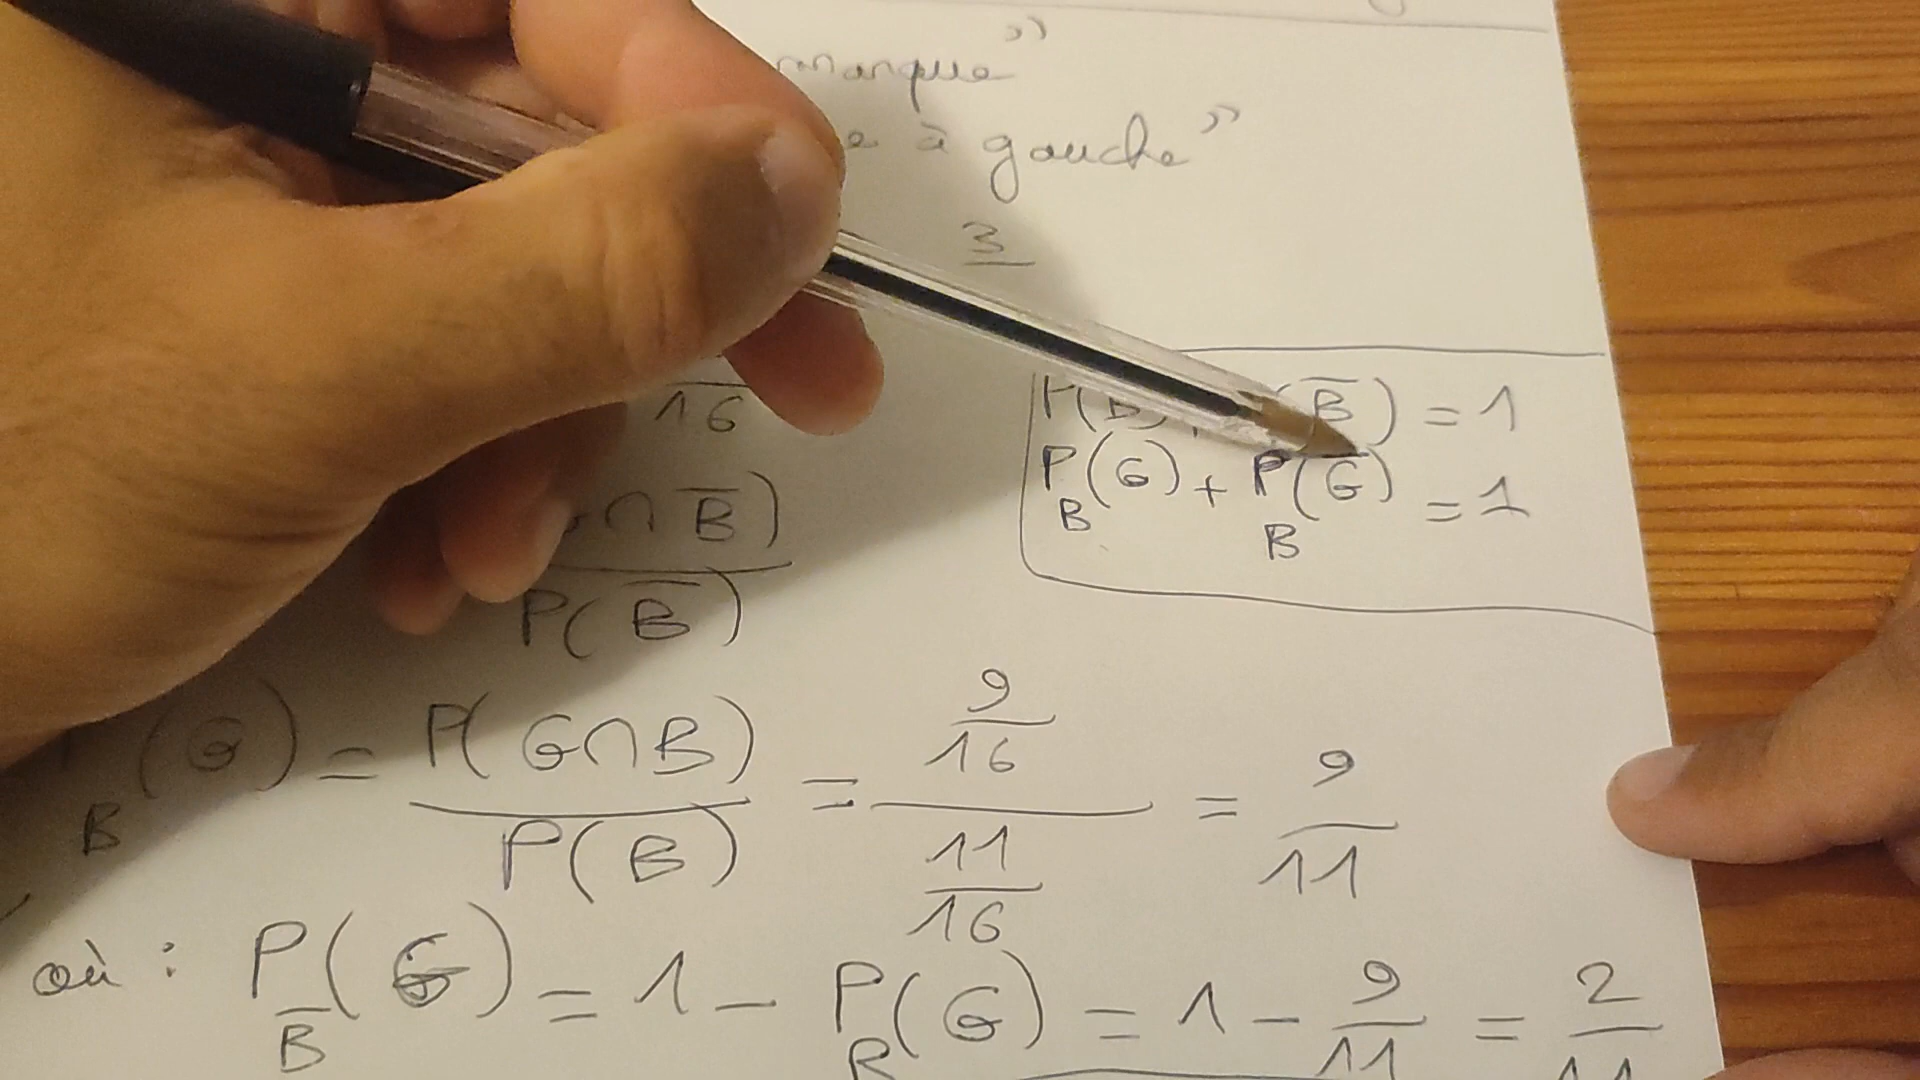 manque"
à gauche"
3
16
P(B) + (B̅) = 1
P_B(G) + P_B(G̅) = 1
∩ B̅)
P(B̅)
P_B(G) = P(G∩B) / P(B) = (9/16) / (11/16) = 9/11
où : P_B̅(G) = 1 - P_B(G) = 1 - 9/11 = 2/11